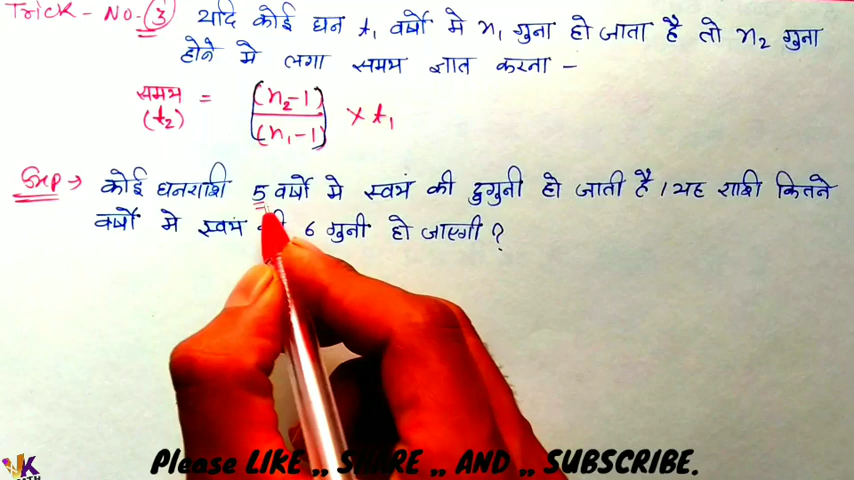 Trick - No- (3) यदि कोई धन t₁ वर्षो मे n₁ गुना हो जाता है तो n₂ गुना
होने मे लगा समय ज्ञात करना -
समय (t₂) = ((n₂-1)/(n₁-1)) × t₁
Exp → कोई धनराशि 5 वर्षो मे स्वयं की दुगुनी हो जाती है। यह राशि कितने
वर्षो मे स्वयं की 6 गुनी हो जाएगी ?
Please LIKE ,, SHARE ,, AND ,, SUBSCRIBE.